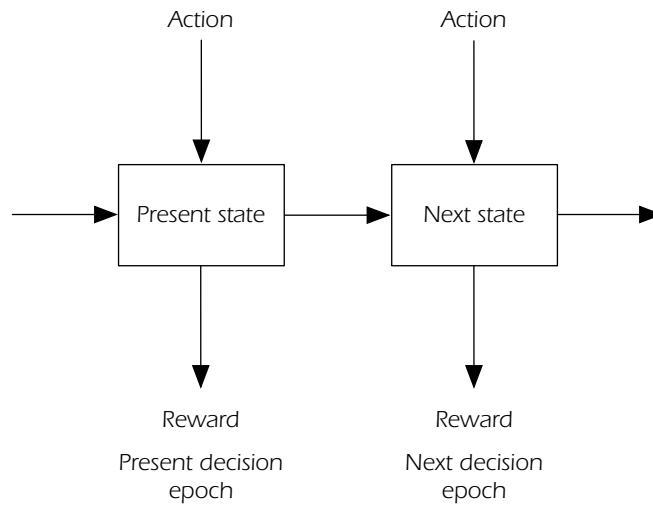 Action
Action
Present state
Next state
Reward
Reward
Present decision
epoch
Next decision
epoch